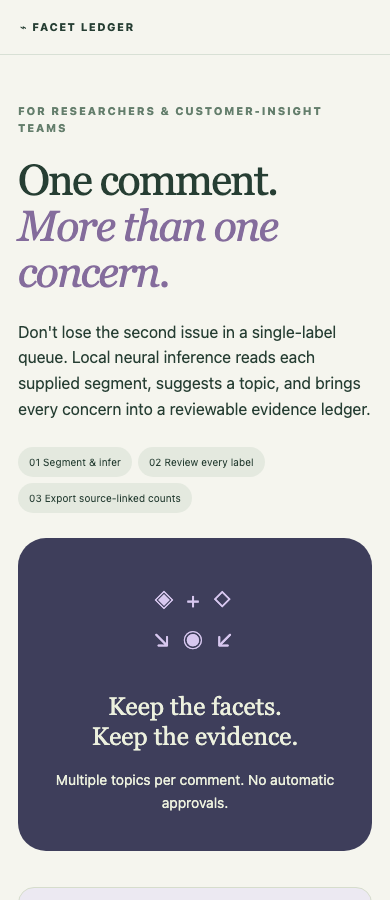 FACET LEDGER
FOR RESEARCHERS & CUSTOMER-INSIGHT
TEAMS
One comment.
More than one
concern.
Don't lose the second issue in a single-label
queue. Local neural inference reads each
supplied segment, suggests a topic, and brings
every concern into a reviewable evidence ledger.
01 Segment & infer
02 Review every label
03 Export source-linked counts
Keep the facets.
Keep the evidence.
Multiple topics per comment. No automatic
approvals.